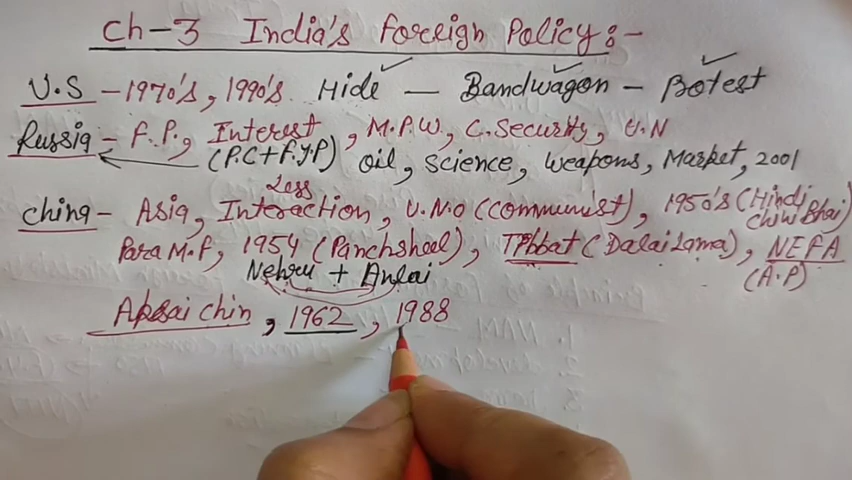 Ch-3 India's Foreign Policy:-
U.S - 1970's, 1990's Hide - Bandwagon - Botest
Russia - F.P., Interest, M.P.W, C.Security, U.N
(P.C+F.Y.P) oil, science, weapons, Market, 2001
Less
China - Asia, Interaction, U.N.O (Communist), 1950's (Hindi
Chini Bhai)
Para M.F, 1954 (Panchsheel), Tibbat (Dalai Lama), NEFA
Nehru + Anlai
(A.P)
Aksai chin, 1962, 1988